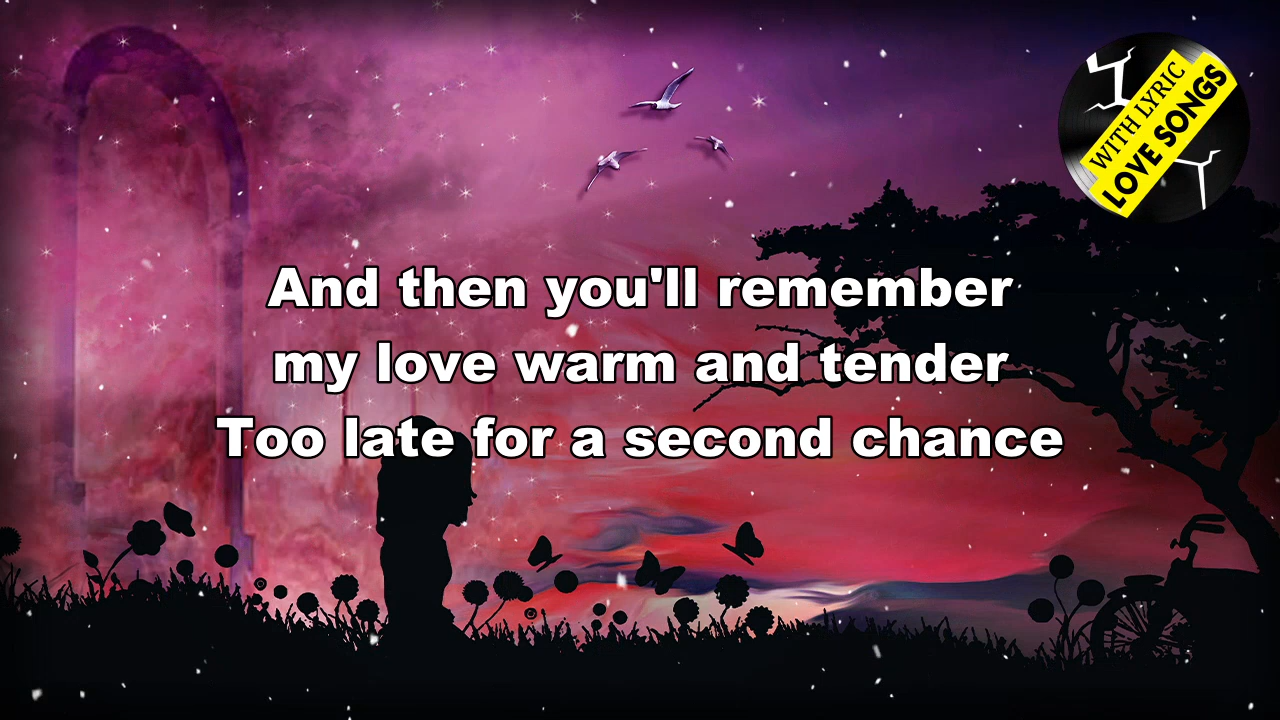 WITH LYRIC
LOVE SONGS
And then you'll remember
my love warm and tender
Too late for a second chance